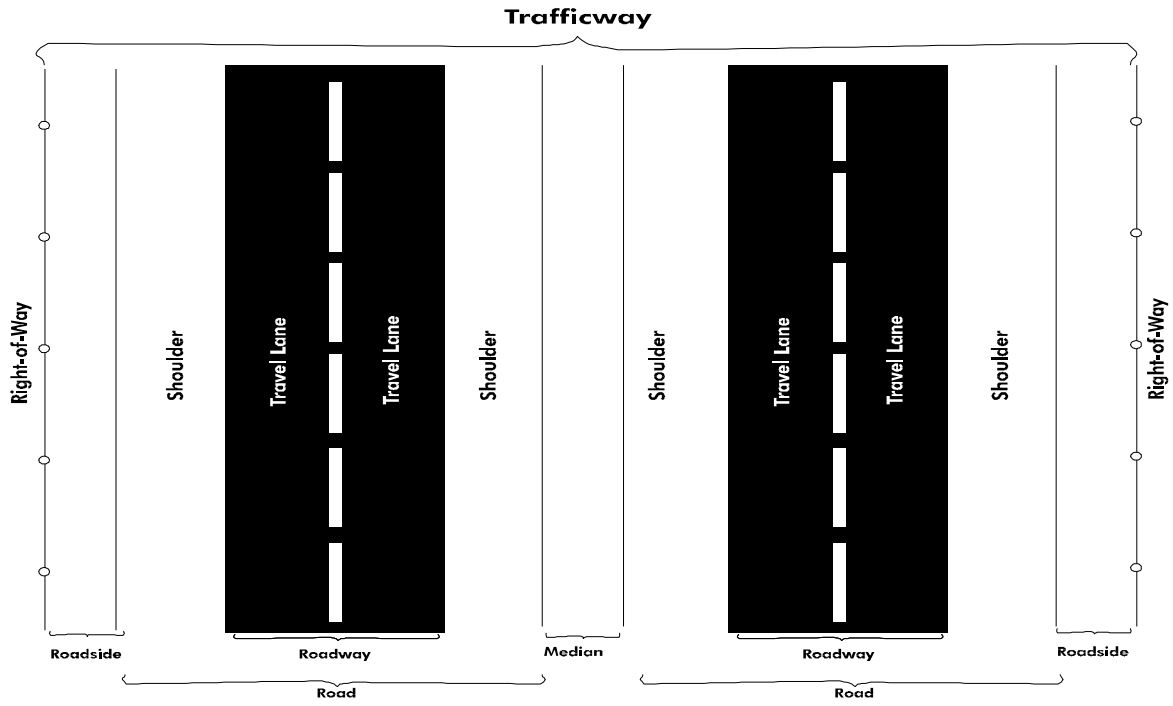 Trafficway
Right-of-Way
Shoulder
Travel Lane
Travel Lane
Shoulder
Shoulder
Travel Lane
Travel Lane
Shoulder
Right-of-Way
Roadside
Roadway
Median
Roadway
Roadside
Road
Road